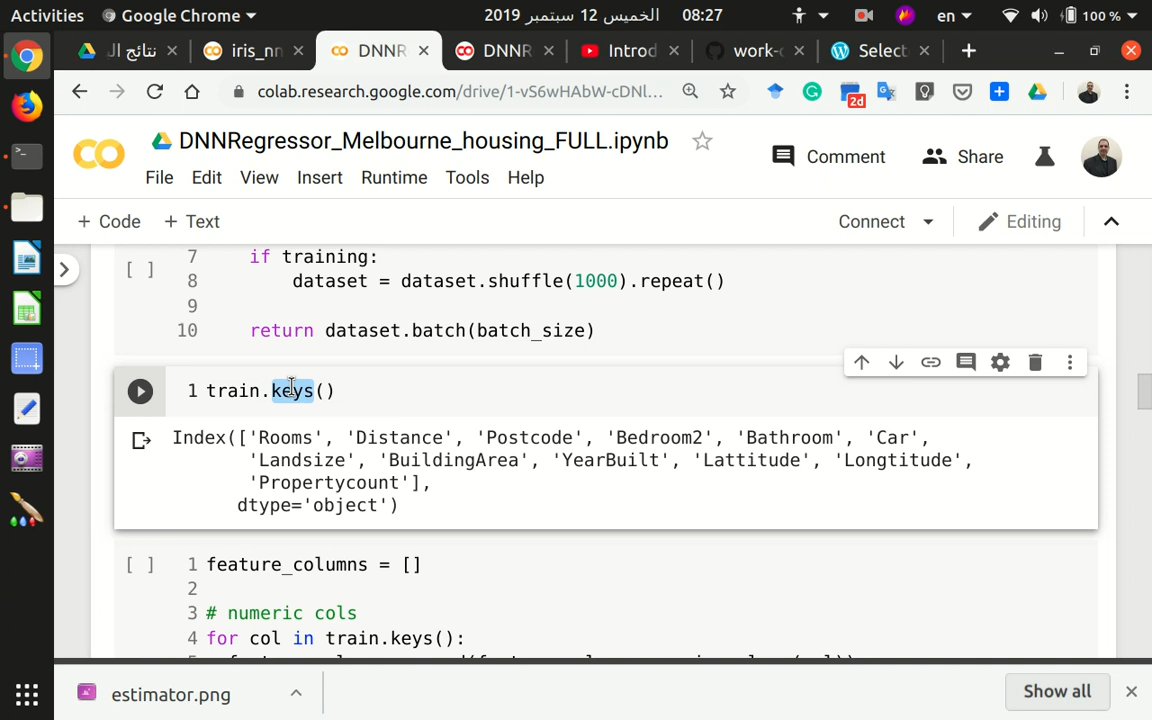 Activities Google Chrome 2019 الخميس 12 سبتمبر 08:27 en 100 %
نتائج ال iris_nn DNNR DNNR Introd work- Select
colab.research.google.com/drive/1-vS6wHAbW-cDNl... 2d
DNNRegressor_Melbourne_housing_FULL.ipynb Comment Share
File Edit View Insert Runtime Tools Help
+ Code + Text Connect Editing
7 if training:
[ ] 8 dataset = dataset.shuffle(1000).repeat()
9
10 return dataset.batch(batch_size)
1 train.keys()
Index(['Rooms', 'Distance', 'Postcode', 'Bedroom2', 'Bathroom', 'Car',
'Landsize', 'BuildingArea', 'YearBuilt', 'Lattitude', 'Longtitude',
'Propertycount'],
dtype='object')
[ ] 1 feature_columns = []
2
3 # numeric cols
4 for col in train.keys():
estimator.png Show all